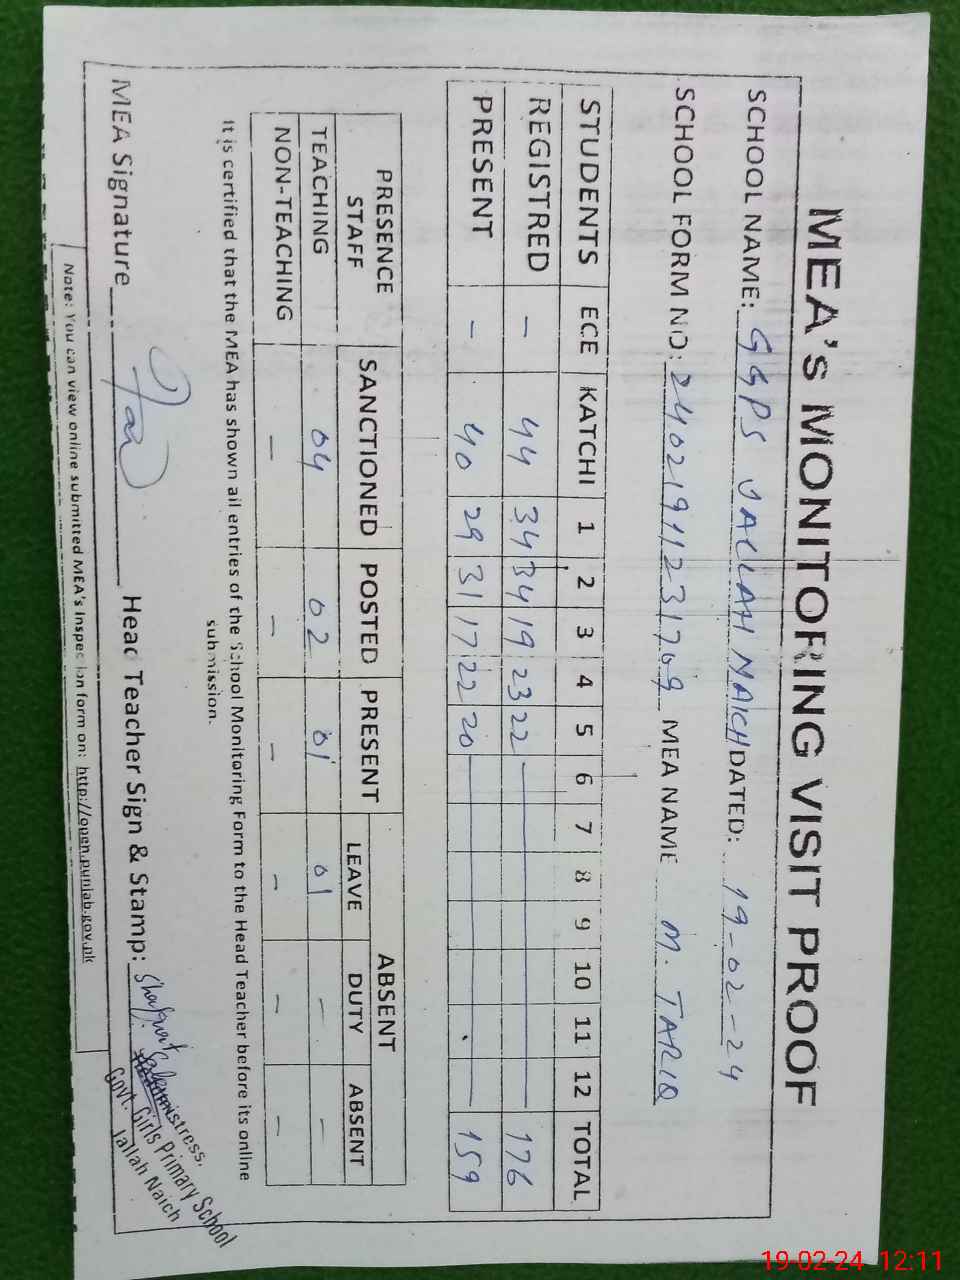 MEA's MONITORING VISIT PROOF
SCHOOL NAME: GGPS JALLAH NAICH DATED: 19-02-24
SCHOOL FORM NO: 24021911231709 MEA NAME M. TARIQ
STUDENTS ECE KATCHI 1 2 3 4 5 6 7 8 9 10 11 12 TOTAL
REGISTRED - 44 34 34 19 23 22 176
PRESENT - 40 29 31 17 22 20 159
PRESENCE STAFF SANCTIONED POSTED PRESENT ABSENT
LEAVE DUTY ABSENT
TEACHING 04 02 01 01 - -
NON-TEACHING - - - - - -
It is certified that the MEA has shown all entries of the School Monitoring Form to the Head Teacher before its online
submission.
MEA Signature Head Teacher Sign & Stamp:
Govt. Girls Primary School
Jallah Naich
Note: You can view online submitted MEA's Inspection form on: http://open.punjab.gov.pk
19-02-24 12:11